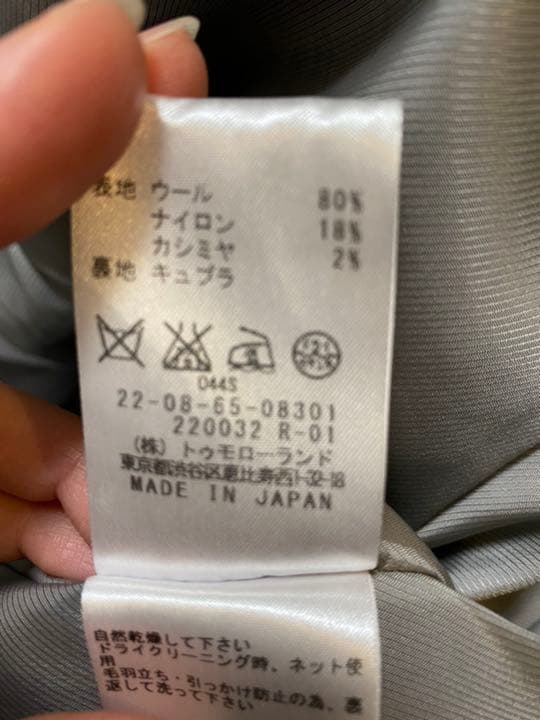 表地 ウール 80%
ナイロン 18%
カシミヤ 2%
裏地 キュプラ
044S
22-08-65-08301
220032 R-01
(株)トゥモローランド
東京都渋谷区恵比寿西1-32-18
MADE IN JAPAN
自然乾燥して下さい
ドライクリーニング時、ネット使
用
毛羽立ち・引っかけ防止の為、裏
返して洗って下さい